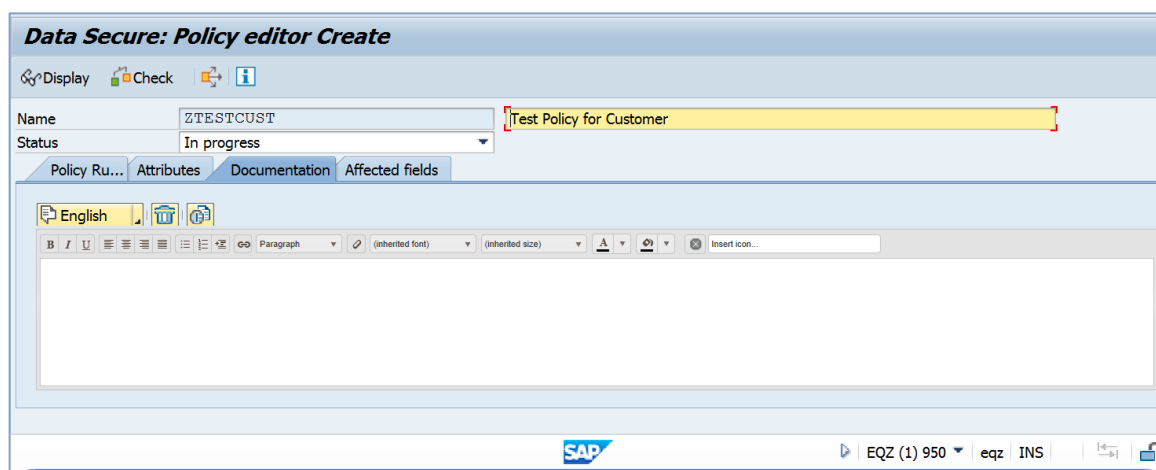 Data Secure: Policy editor Create
Display Check
Name ZTESTCUST Test Policy for Customer
Status In progress
Policy Ru... Attributes Documentation Affected fields
English
B I U Paragraph (inherited font) (inherited size) A Insert icon...
SAP EQZ (1) 950 eqz INS